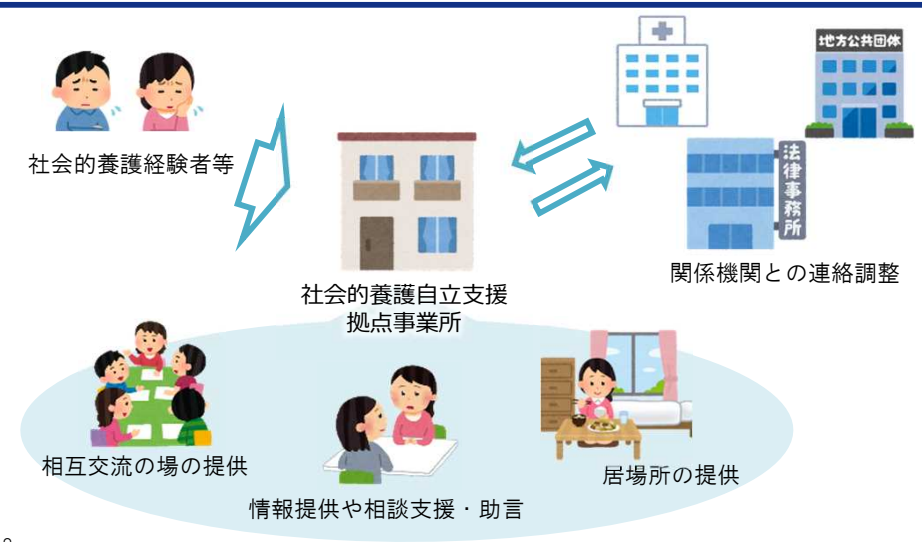 地方公共団体
社会的養護経験者等
法律事務所
関係機関との連絡調整
社会的養護自立支援
拠点事業所
相互交流の場の提供
居場所の提供
情報提供や相談支援・助言
。